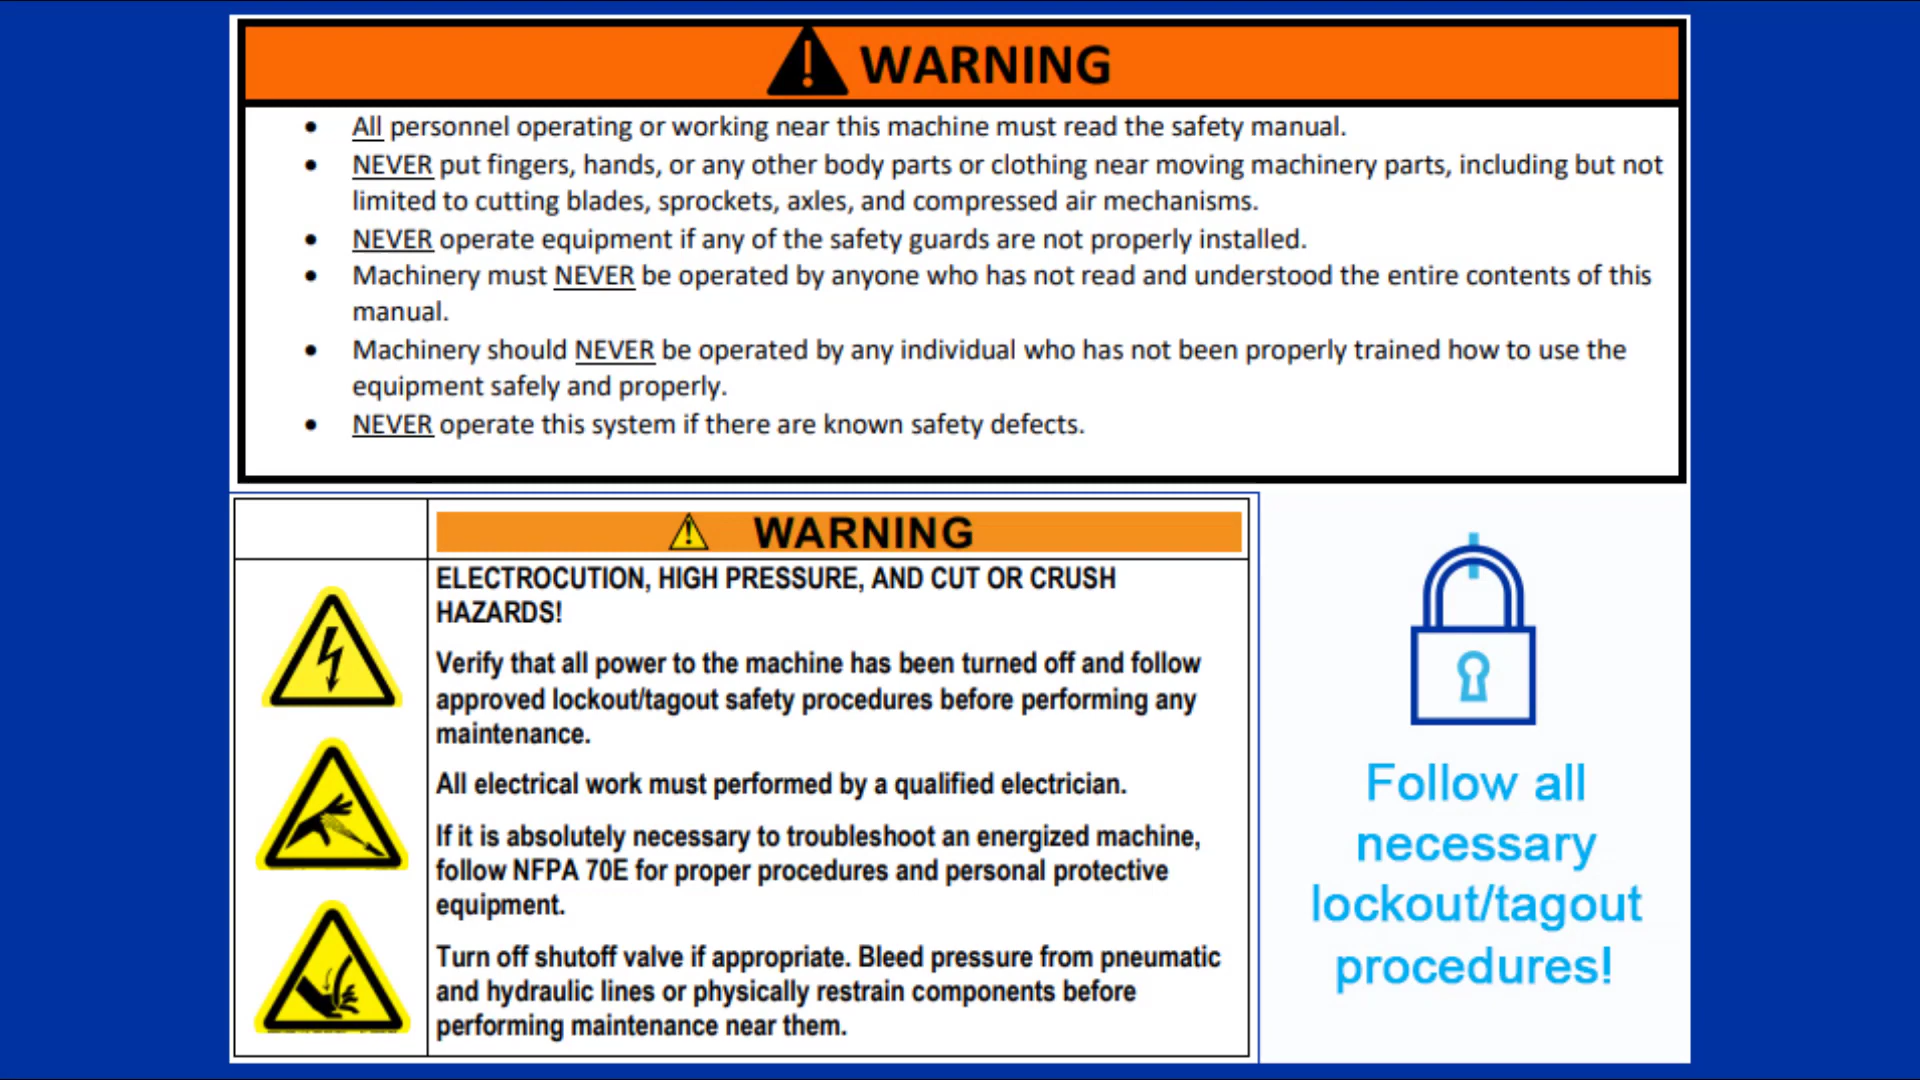 WARNING
• All personnel operating or working near this machine must read the safety manual.
• NEVER put fingers, hands, or any other body parts or clothing near moving machinery parts, including but not
limited to cutting blades, sprockets, axles, and compressed air mechanisms.
• NEVER operate equipment if any of the safety guards are not properly installed.
• Machinery must NEVER be operated by anyone who has not read and understood the entire contents of this
manual.
• Machinery should NEVER be operated by any individual who has not been properly trained how to use the
equipment safely and properly.
• NEVER operate this system if there are known safety defects.
WARNING
ELECTROCUTION, HIGH PRESSURE, AND CUT OR CRUSH
HAZARDS!
Verify that all power to the machine has been turned off and follow
approved lockout/tagout safety procedures before performing any
maintenance.
All electrical work must performed by a qualified electrician.
If it is absolutely necessary to troubleshoot an energized machine,
follow NFPA 70E for proper procedures and personal protective
equipment.
Turn off shutoff valve if appropriate. Bleed pressure from pneumatic
and hydraulic lines or physically restrain components before
performing maintenance near them.
Follow all
necessary
lockout/tagout
procedures!